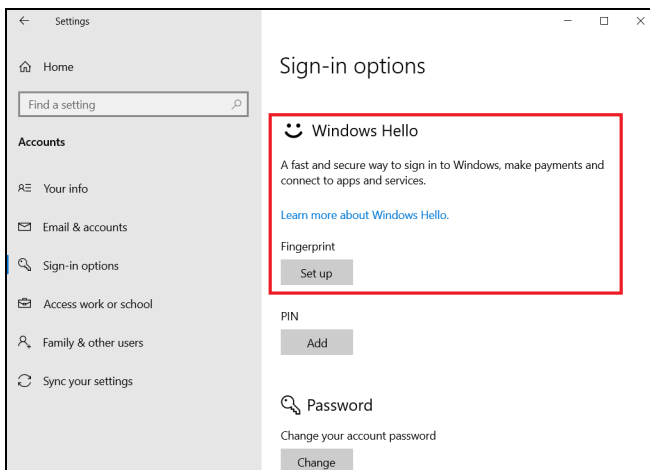 Settings
Home
Find a setting
Accounts
Your info
Email & accounts
Sign-in options
Access work or school
Family & other users
Sync your settings
Sign-in options
Windows Hello
A fast and secure way to sign in to Windows, make payments and
connect to apps and services.
Learn more about Windows Hello.
Fingerprint
Set up
PIN
Add
Password
Change your account password
Change